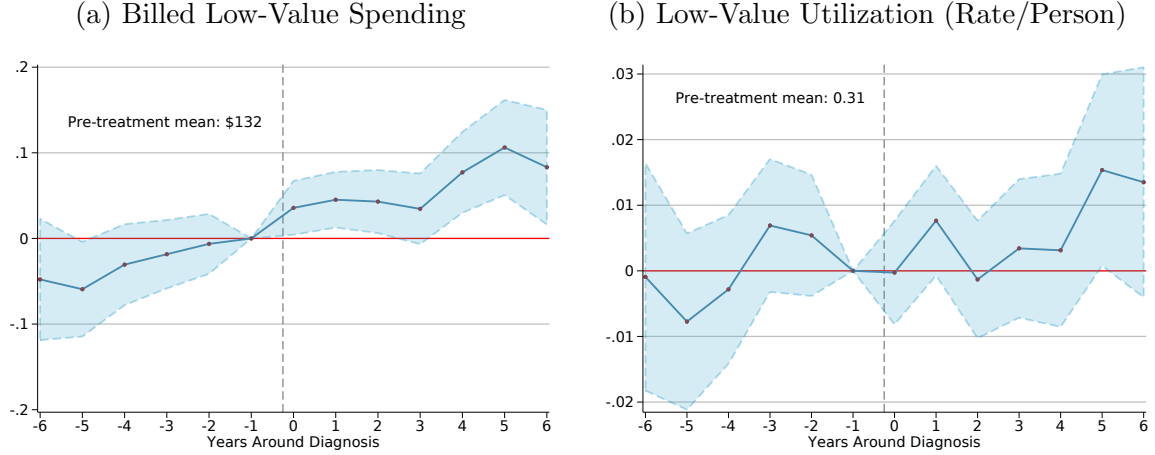 (a) Billed Low-Value Spending
.2
Pre-treatment mean: $132
.1
0
-.1
-.2
-6 -5 -4 -3 -2 -1 0 1 2 3 4 5 6
Years Around Diagnosis
(b) Low-Value Utilization (Rate/Person)
.03
Pre-treatment mean: 0.31
.02
.01
0
-.01
-.02
-6 -5 -4 -3 -2 -1 0 1 2 3 4 5 6
Years Around Diagnosis